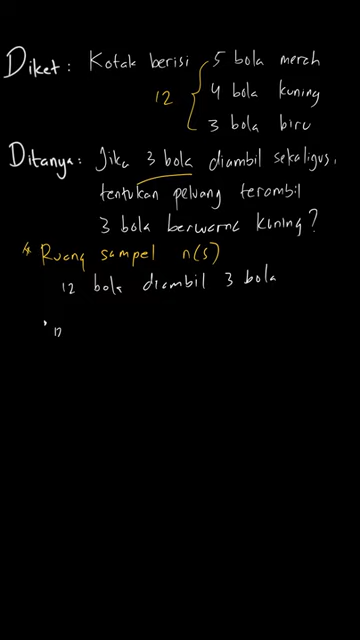 Diket : Kotak berisi 5 bola merah
12 4 bola kuning
3 bola biru
Ditanya : Jika 3 bola diambil sekaligus,
tentukan peluang terambil
3 bola berwarna kuning ?
* Ruang sampel n(s)
12 bola diambil 3 bola